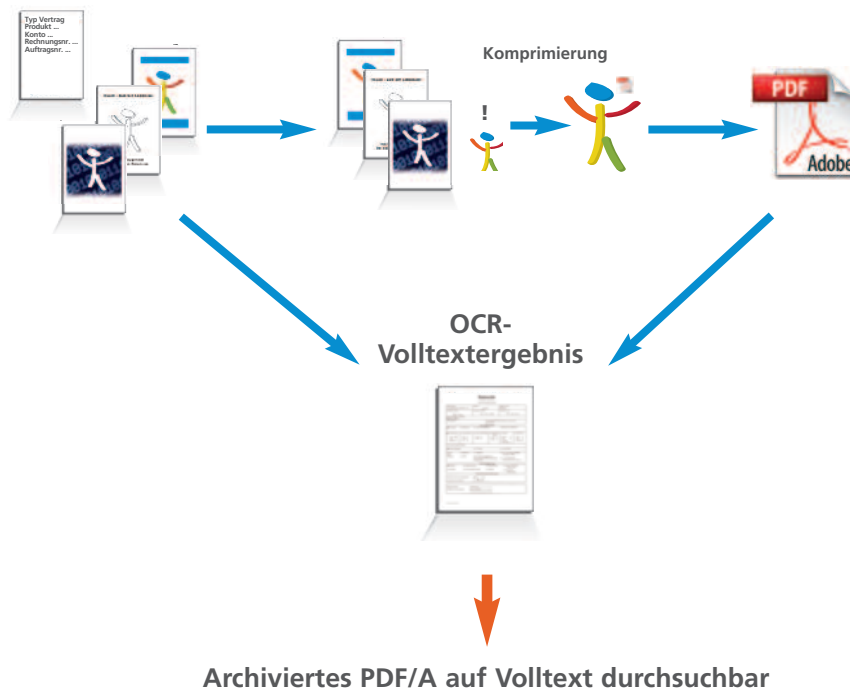 Typ Vertrag
Produkt ...
Konto ...
Rechnungsnr. ...
Auftragsnr. ...
Komprimierung
!
PDF
Adobe
OCR-
Volltextergebnis
Archiviertes PDF/A auf Volltext durchsuchbar